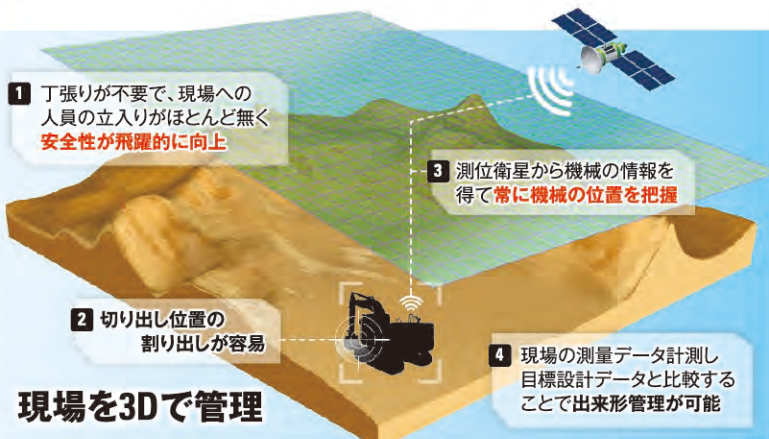 1 丁張りが不要で、現場への
人員の立入りがほとんど無く
安全性が飛躍的に向上
3 測位衛星から機械の情報を
得て常に機械の位置を把握
2 切り出し位置の
割り出しが容易
4 現場の測量データ計測し
目標設計データと比較する
ことで出来形管理が可能
現場を3Dで管理